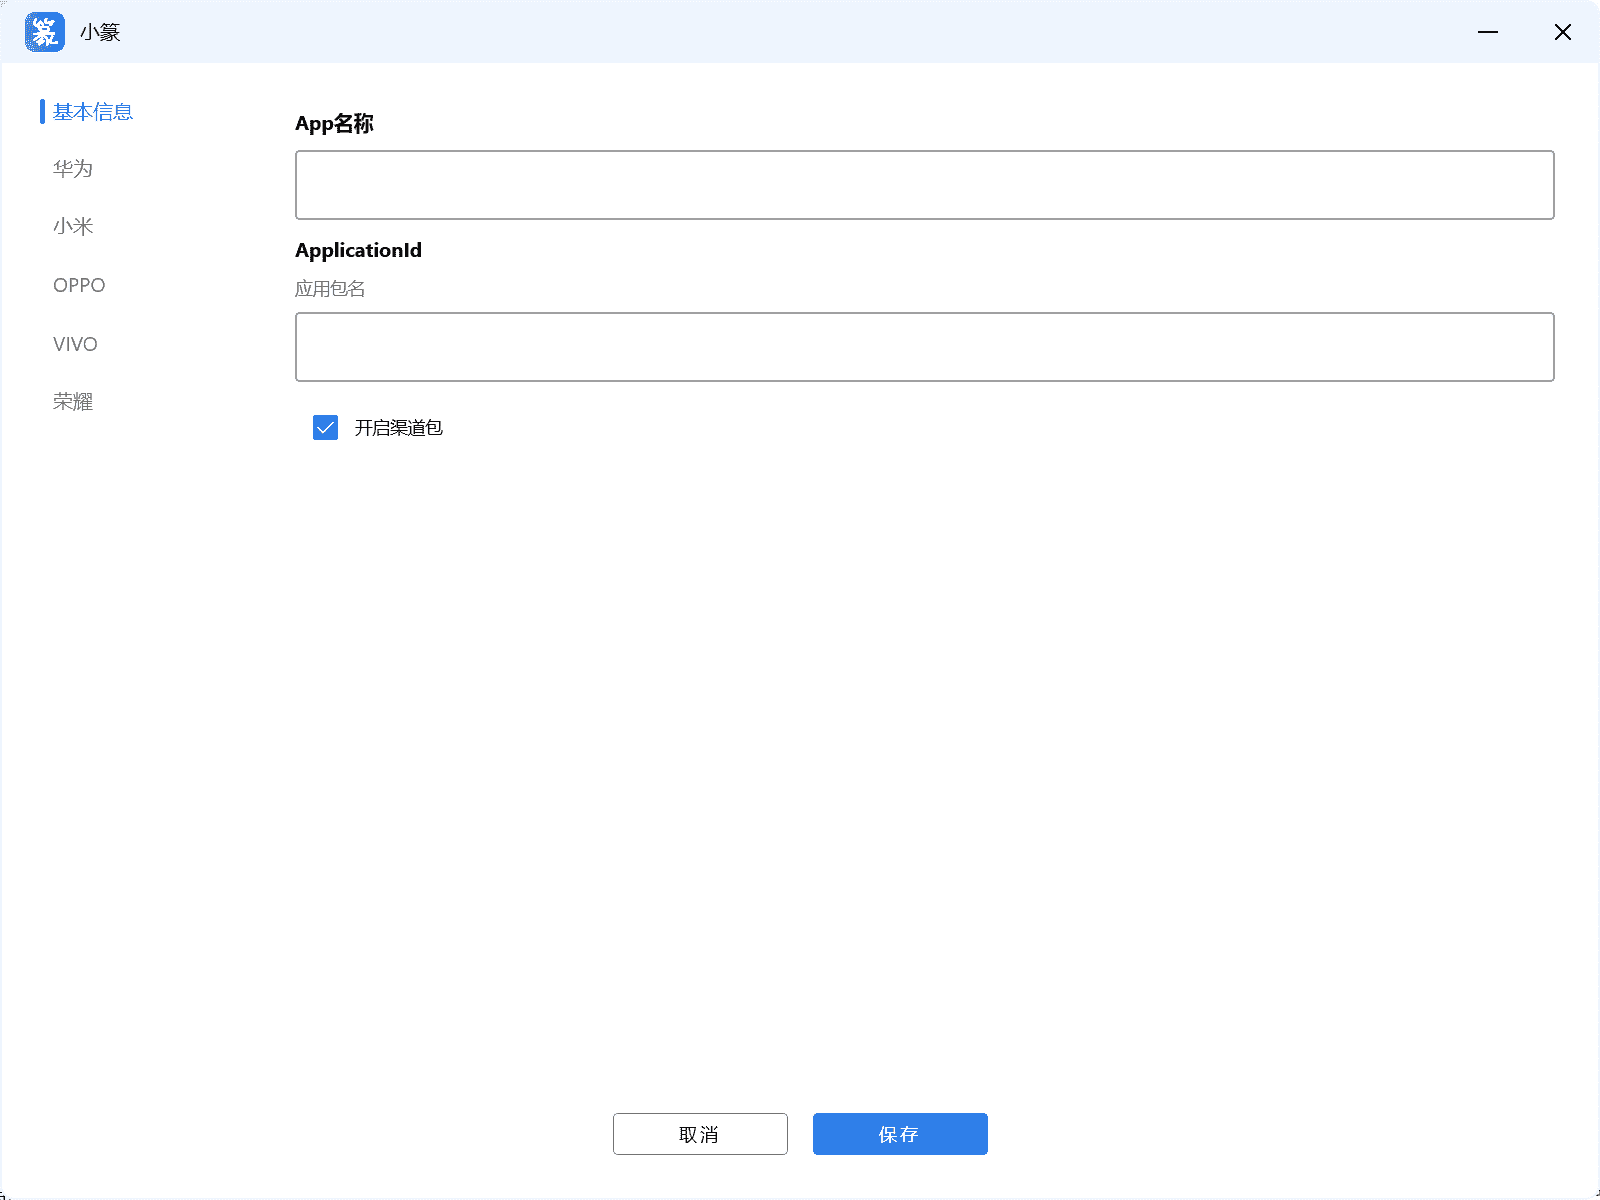 篆 小篆
基本信息
华为
小米
OPPO
VIVO
荣耀
App名称
ApplicationId
应用包名
开启渠道包
取消
保存